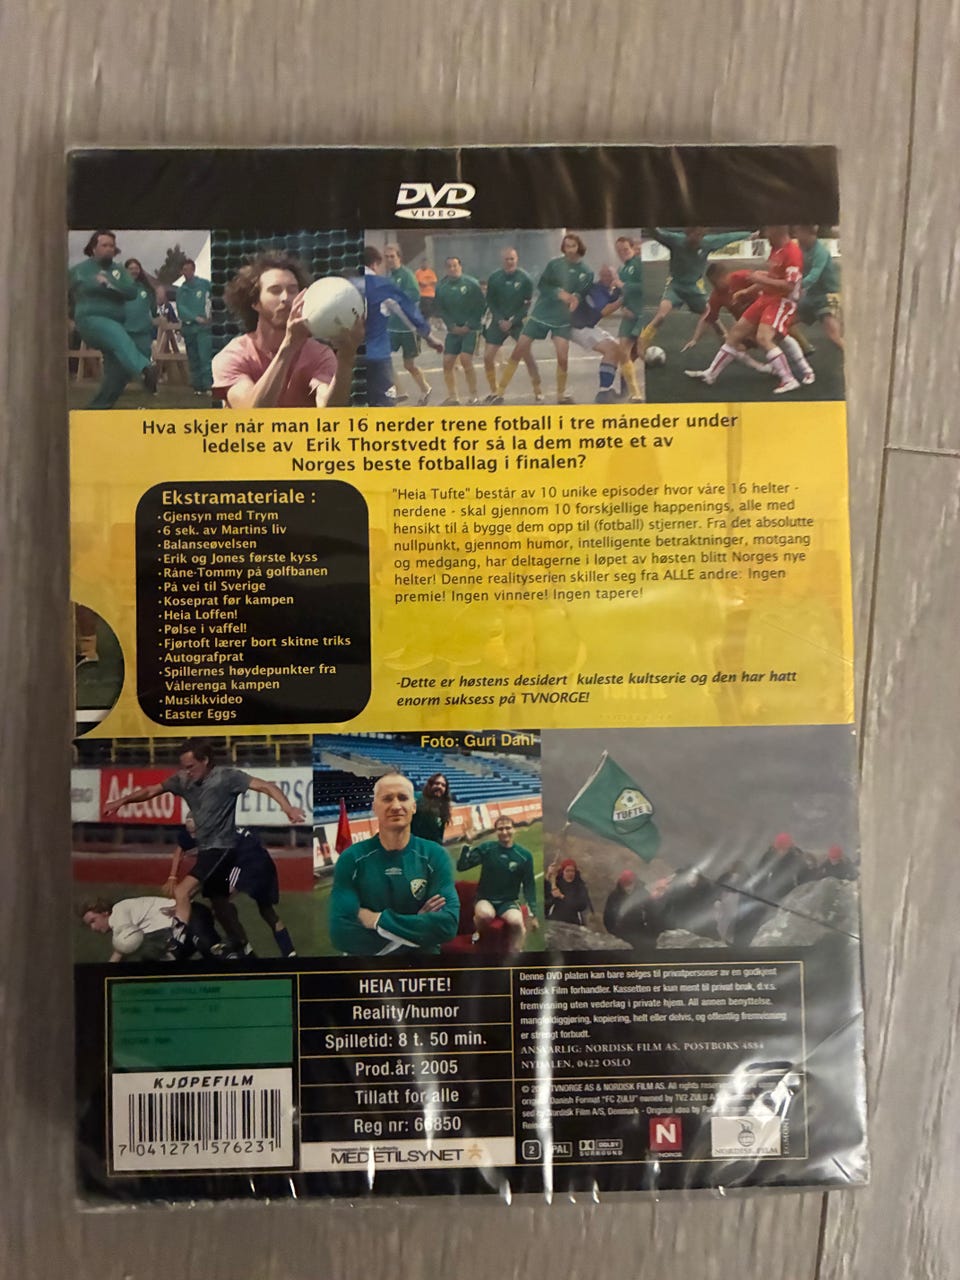 DVD
VIDEO
Hva skjer når man lar 16 nerder trene fotball i tre måneder under
ledelse av Erik Thorstvedt for så la dem møte et av
Norges beste fotballag i finalen?
Ekstramateriale :
·Gjensyn med Trym
·6 sek. av Martins liv
·Balanseøvelsen
·Erik og Jones første kyss
·Råne-Tommy på golfbanen
·På vei til Sverige
·Koseprat før kampen
·Heia Loffen!
·Pølse i vaffel!
·Fjørtoft lærer bort skitne triks
·Autografprat
·Spillernes høydepunkter fra
Vålerenga kampen
·Musikkvideo
·Easter Eggs
"Heia Tufte" består av 10 unike episoder hvor våre 16 helter -
nerdene - skal gjennom 10 forskjellige happenings, alle med
hensikt til å bygge dem opp til (fotball) stjerner. Fra det absolutte
nullpunkt, gjennom humor, intelligente betraktninger, motgang
og medgang, har deltagerne i løpet av høsten blitt Norges nye
helter! Denne realityserien skiller seg fra ALLE andre: Ingen
premie! Ingen vinnere! Ingen tapere!
-Dette er høstens desidert kuleste kultserie og den har hatt
enorm suksess på TVNORGE!
Foto: Guri Dahl
Adecco
TUFTE
KJØPEFILM
7 041271 576231
HEIA TUFTE!
Reality/humor
Spilletid: 8 t. 50 min.
Prod.år: 2005
Tillatt for alle
Reg nr: 66850
MEDIETILSYNET
Denne DVD platen kan bare selges til privatpersoner av en godkjent
Nordisk Film forhandler. Kassetten er kun ment til privat bruk, d.v.s.
fremvisning uten vederlag i private hjem. All annen benyttelse,
mangfoldiggjøring, kopiering, helt eller delvis, og offentlig fremvisning
er strengt forbudt.
ANSVARLIG: NORDISK FILM AS, POSTBOKS 4884
NYDALEN, 0422 OSLO
TVNORGE AS & NORDISK FILM AS. All rights
Danish Format "FC ZULU" owned by TV2 ZULU
Nordisk Film A/S, Denmark - Original idea by
2
PAL
DOLBY
SURROUND
N
NORGE
NORDISK FILM
EGMONT